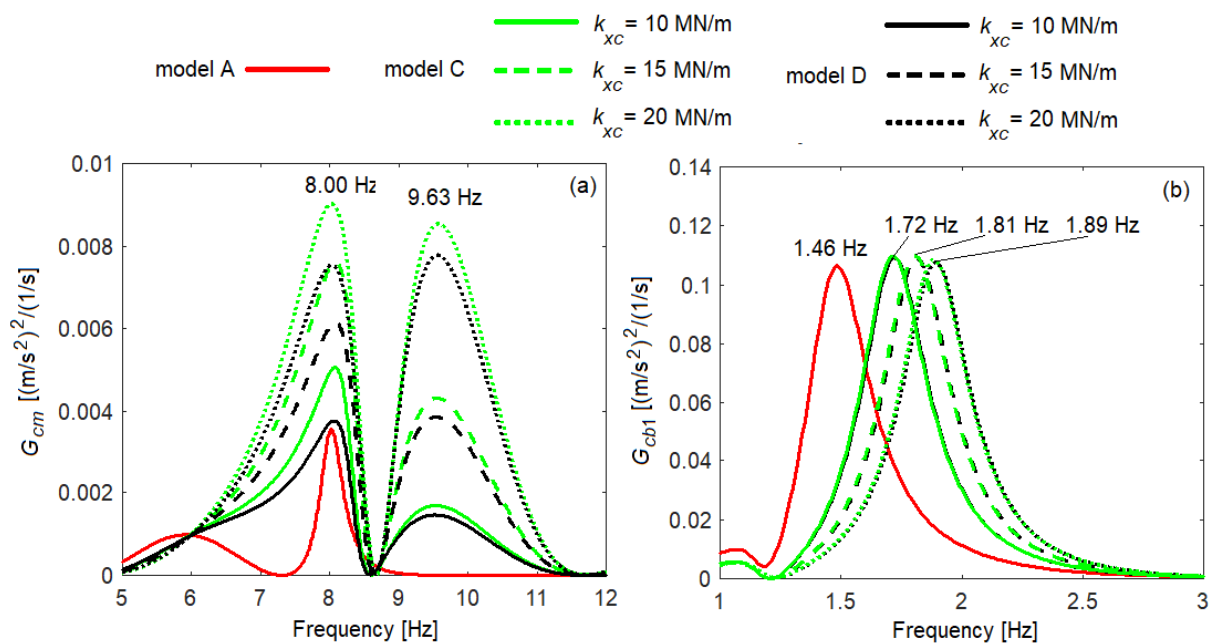 model A
model C
k_xc = 10 MN/m
k_xc = 15 MN/m
k_xc = 20 MN/m
model D
k_xc = 10 MN/m
k_xc = 15 MN/m
k_xc = 20 MN/m
(a)
8.00 Hz
9.63 Hz
G_cm [(m/s²)²/(1/s]
0.01
0.008
0.006
0.004
0.002
0
5 6 7 8 9 10 11 12
Frequency [Hz]
(b)
1.46 Hz
1.72 Hz
1.81 Hz
1.89 Hz
G_cb1 [(m/s²)²/(1/s]
0.14
0.12
0.1
0.08
0.06
0.04
0.02
0
1 1.5 2 2.5 3
Frequency [Hz]